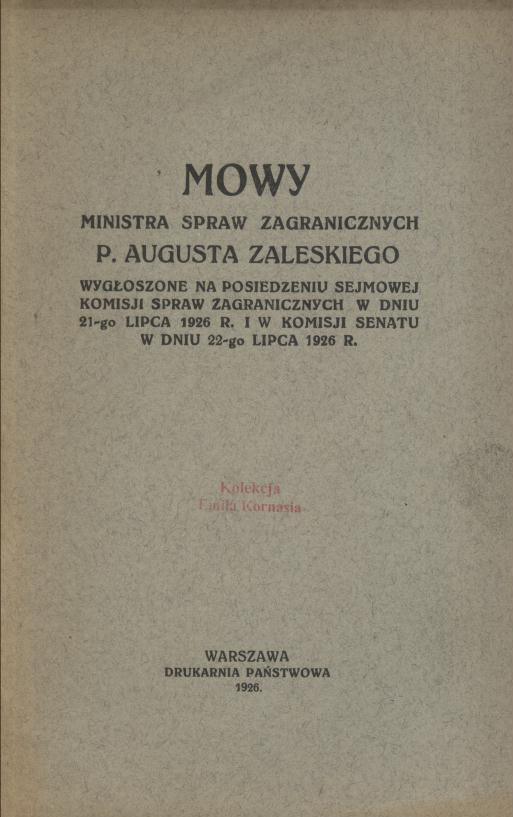 MOWY
MINISTRA SPRAW ZAGRANICZNYCH
P. AUGUSTA ZALESKIEGO
WYGŁOSZONE NA POSIEDZENIU SEJMOWEJ
KOMISJI SPRAW ZAGRANICZNYCH W DNIU
21-go LIPCA 1926 R. I W KOMISJI SENATU
W DNIU 22-go LIPCA 1926 R.
Kolekcja
Emila Kornasia
WARSZAWA
DRUKARNIA PAŃSTWOWA
1926.